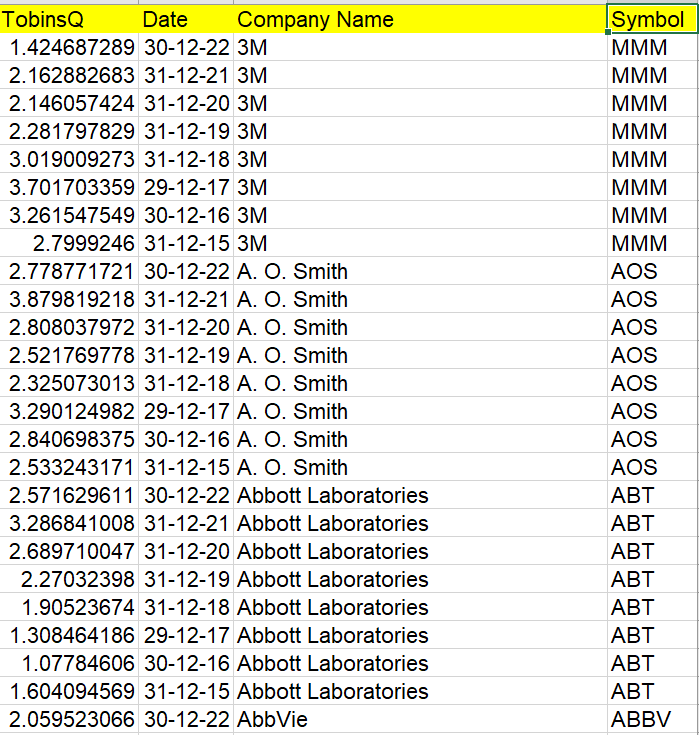 TobinsQ Date Company Name Symbol
1.424687289 30-12-22 3M MMM
2.162882683 31-12-21 3M MMM
2.146057424 31-12-20 3M MMM
2.281797829 31-12-19 3M MMM
3.019009273 31-12-18 3M MMM
3.701703359 29-12-17 3M MMM
3.261547549 30-12-16 3M MMM
2.7999246 31-12-15 3M MMM
2.778771721 30-12-22 A. O. Smith AOS
3.879819218 31-12-21 A. O. Smith AOS
2.808037972 31-12-20 A. O. Smith AOS
2.521769778 31-12-19 A. O. Smith AOS
2.325073013 31-12-18 A. O. Smith AOS
3.290124982 29-12-17 A. O. Smith AOS
2.840698375 30-12-16 A. O. Smith AOS
2.533243171 31-12-15 A. O. Smith AOS
2.571629611 30-12-22 Abbott Laboratories ABT
3.286841008 31-12-21 Abbott Laboratories ABT
2.689710047 31-12-20 Abbott Laboratories ABT
2.27032398 31-12-19 Abbott Laboratories ABT
1.90523674 31-12-18 Abbott Laboratories ABT
1.308464186 29-12-17 Abbott Laboratories ABT
1.07784606 30-12-16 Abbott Laboratories ABT
1.604094569 31-12-15 Abbott Laboratories ABT
2.059523066 30-12-22 AbbVie ABBV